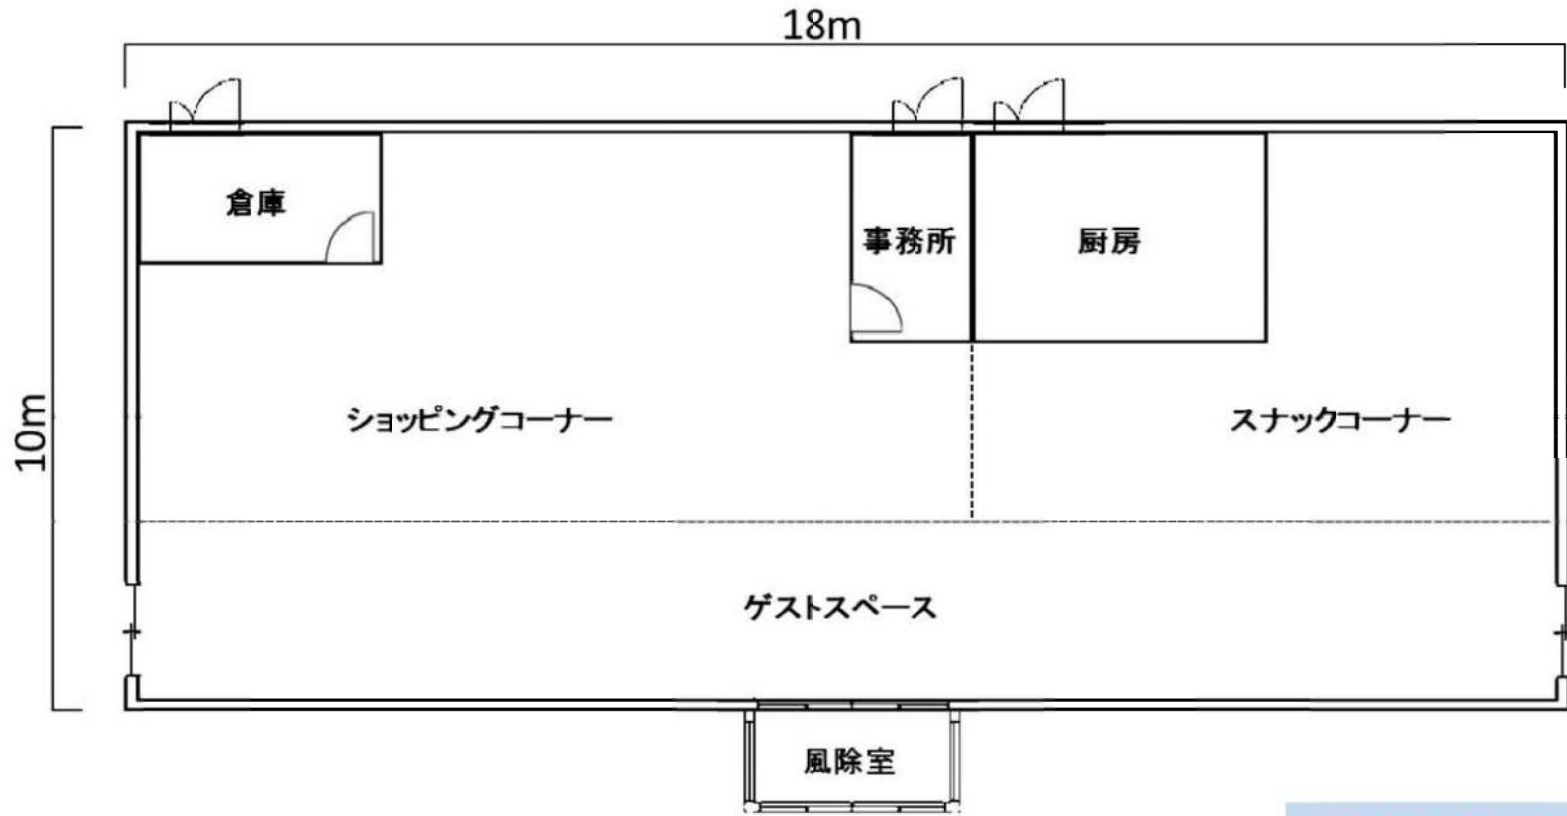 18m
倉庫
事務所
厨房
10m
ショッピングコーナー
スナックコーナー
ゲストスペース
風除室